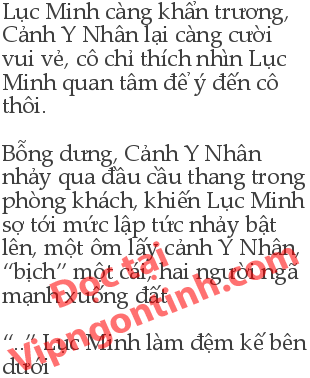 Lục Minh càng khẩn trương,
Cảnh Y Nhân lại càng cười
vui vẻ, cô chỉ thích nhìn Lục
Minh quan tâm để ý đến cô
thôi.
Bỗng dưng, Cảnh Y Nhân
nhảy qua đầu cầu thang trong
phòng khách, khiến Lục Minh
sợ tới mức lập tức nhảy bật
lên, một ôm lấy cảnh Y Nhân,
“bịch” một cái, hai người ngã
mạnh xuống đất
“..” Lục Minh làm đệm kế bên
dưới
Đọc tại
Vipngontinh.com